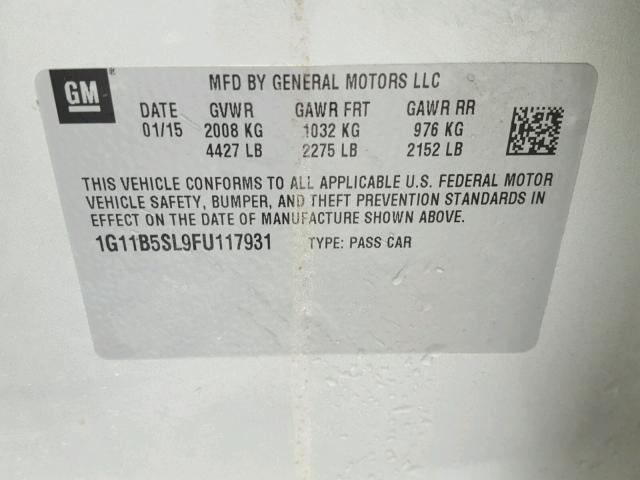 GM®
MFD BY GENERAL MOTORS LLC
DATE GVWR GAWR FRT GAWR RR
01/15 2008 KG 1032 KG 976 KG
4427 LB 2275 LB 2152 LB
THIS VEHICLE CONFORMS TO ALL APPLICABLE U.S. FEDERAL MOTOR
VEHICLE SAFETY, BUMPER, AND THEFT PREVENTION STANDARDS IN
EFFECT ON THE DATE OF MANUFACTURE SHOWN ABOVE.
1G11B5SL9FU117931 TYPE: PASS CAR